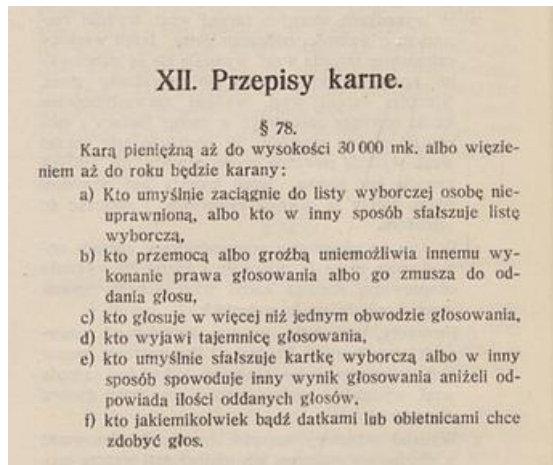 XII. Przepisy karne.
§ 78.
Karą pieniężną aż do wysokości 30 000 mk. albo więzie-
niem aż do roku będzie karany:
a) Kto umyślnie zaciągnie do listy wyborczej osobę nie-
uprawnioną, albo kto w inny sposób sfałszuje listę
wyborczą,
b) kto przemocą albo groźbą uniemożliwia innemu wy-
konanie prawa głosowania albo go zmusza do od-
dania głosu,
c) kto głosuje w więcej niż jednym obwodzie głosowania,
d) kto wyjawi tajemnicę głosowania,
e) kto umyślnie sfałszuje kartkę wyborczą albo w inny
sposób spowoduje inny wynik głosowania aniżeli od-
powiada ilości oddanych głosów,
f) kto jakiemikolwiek bądź datkami lub obietnicami chce
zdobyć głos.